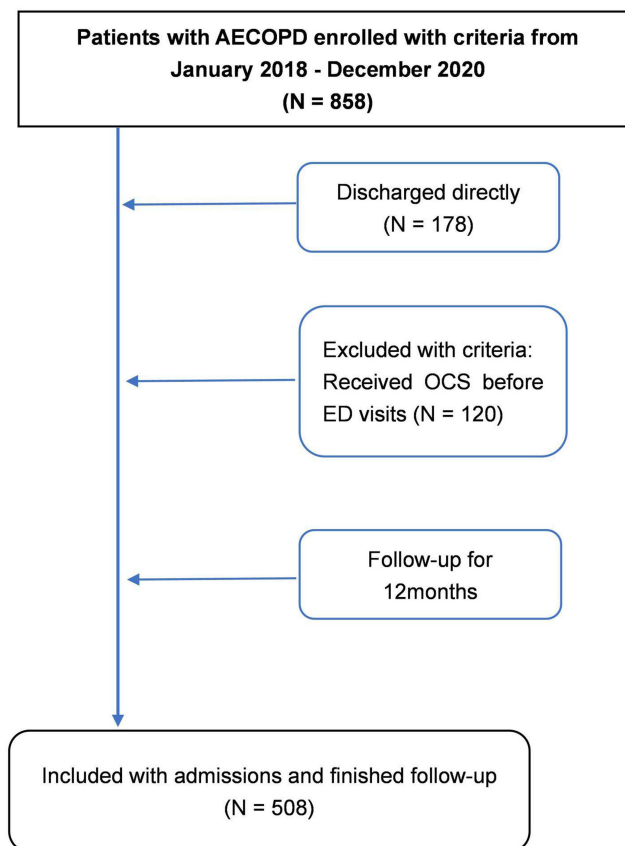 Patients with AECOPD enrolled with criteria from
January 2018 - December 2020
(N = 858)
Discharged directly
(N = 178)
Excluded with criteria:
Received OCS before
ED visits (N = 120)
Follow-up for
12months
Included with admissions and finished follow-up
(N = 508)